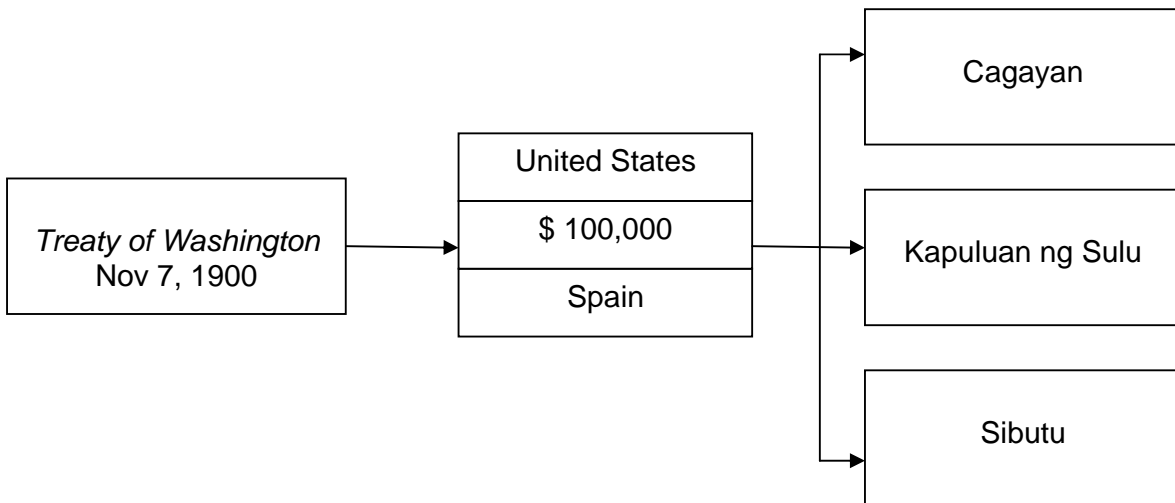 Treaty of Washington
Nov 7, 1900
United States
$ 100,000
Spain
Cagayan
Kapuluan ng Sulu
Sibutu